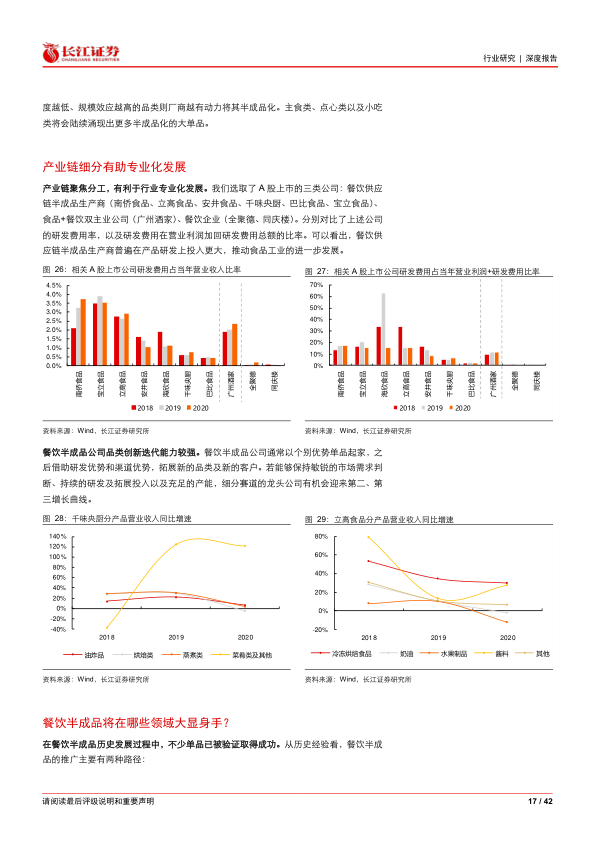 长江证券
CHANGJIANG SECURITIES
行业研究 | 深度报告
度越低、规模效应越高的品类则厂商越有动力将其半成品化。主食类、点心类以及小吃
类将会陆续涌现出更多半成品化的大单品。
产业链细分有助专业化发展
产业链聚焦分工，有利于行业专业化发展。我们选取了 A 股上市的三类公司：餐饮供应
链半成品生产商（南侨食品、立高食品、安井食品、千味央厨、巴比食品、宝立食品）、
食品+餐饮双主业公司（广州酒家）、餐饮企业（全聚德、同庆楼）。分别对比了上述公司
的研发费用率，以及研发费用在营业利润加回研发费用总额的比率。可以看出，餐饮供
应链半成品生产商普遍在产品研发上投入更大，推动食品工业的进一步发展。
图 26：相关 A 股上市公司研发费用占当年营业收入比率
4.5%
4.0%
3.5%
3.0%
2.5%
2.0%
1.5%
1.0%
0.5%
0.0%
南侨食品
宝立食品
立高食品
安井食品
海欣食品
千味央厨
巴比食品
广州酒家
全聚德
同庆楼
2018 2019 2020
资料来源：Wind，长江证券研究所
图 27：相关 A 股上市公司研发费用占当年营业利润+研发费用比率
70%
60%
50%
40%
30%
20%
10%
0%
南侨食品
宝立食品
海欣食品
立高食品
安井食品
千味央厨
巴比食品
广州酒家
全聚德
同庆楼
2018 2019 2020
资料来源：Wind，长江证券研究所
餐饮半成品公司品类创新迭代能力较强。餐饮半成品公司通常以个别优势单品起家，之
后借助研发优势和渠道优势，拓展新的品类及新的客户。若能够保持敏锐的市场需求判
断、持续的研发及拓展投入以及充足的产能，细分赛道的龙头公司有机会迎来第二、第
三增长曲线。
图 28：千味央厨分产品营业收入同比增速
140%
120%
100%
80%
60%
40%
20%
0%
-20%
-40%
2018 2019 2020
油炸品 烘焙类 蒸煮类 菜肴类及其他
资料来源：Wind，长江证券研究所
图 29：立高食品分产品营业收入同比增速
80%
60%
40%
20%
0%
-20%
2018 2019 2020
冷冻烘焙食品 奶油 水果制品 酱料 其他
资料来源：Wind，长江证券研究所
餐饮半成品将在哪些领域大显身手？
在餐饮半成品历史发展过程中，不少单品已被验证取得成功。从历史经验看，餐饮半成
品的推广主要有两种路径：
请阅读最后评级说明和重要声明
17 / 42